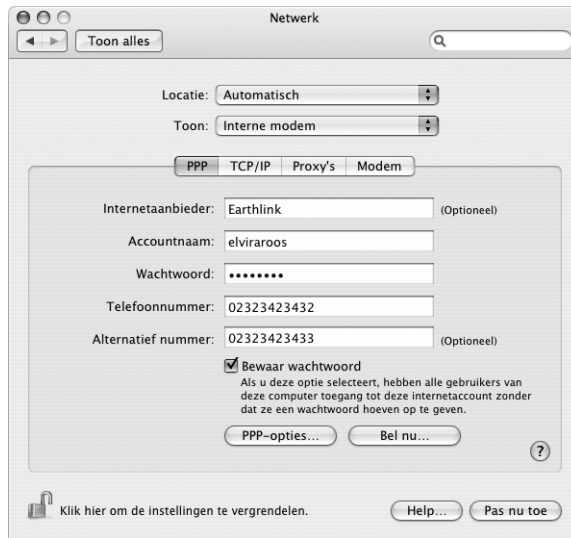 Netwerk
Toon alles
Locatie: Automatisch
Toon: Interne modem
PPP TCP/IP Proxy's Modem
Internetaanbieder: Earthlink (Optioneel)
Accountnaam: elviraroos
Wachtwoord: ••••••••
Telefoonnummer: 02323423432
Alternatief nummer: 02323423433 (Optioneel)
Bewaar wachtwoord
Als u deze optie selecteert, hebben alle gebruikers van
deze computer toegang tot deze internetaccount zonder
dat ze een wachtwoord hoeven op te geven.
PPP-opties... Bel nu...
?
Klik hier om de instellingen te vergrendelen. Help... Pas nu toe